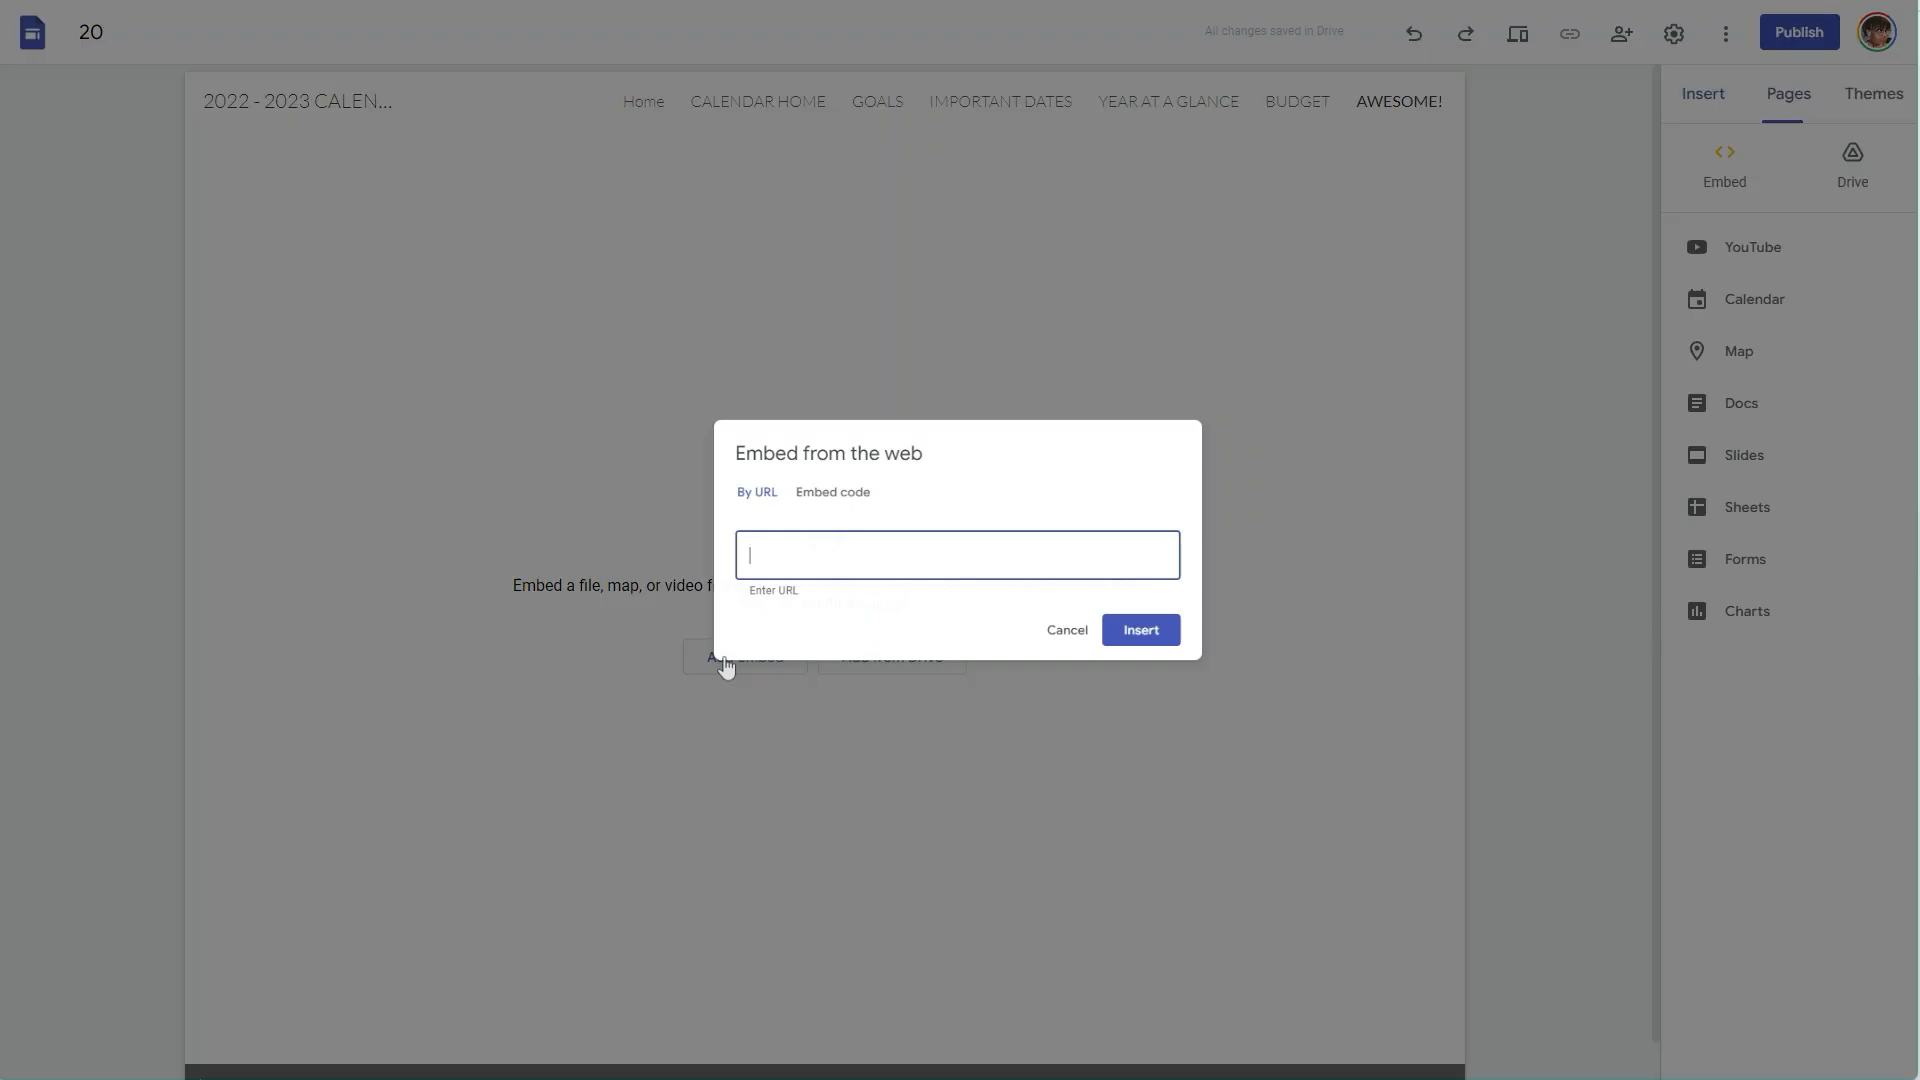 20
All changes saved in Drive
Publish
2022 - 2023 CALEN...
Home
CALENDAR HOME
GOALS
IMPORTANT DATES
YEAR AT A GLANCE
BUDGET
AWESOME!
Insert
Pages
Themes
Embed
Drive
YouTube
Calendar
Map
Docs
Slides
Sheets
Forms
Charts
Embed from the web
By URL
Embed code
Enter URL
Cancel
Insert
Embed a file, map, or video